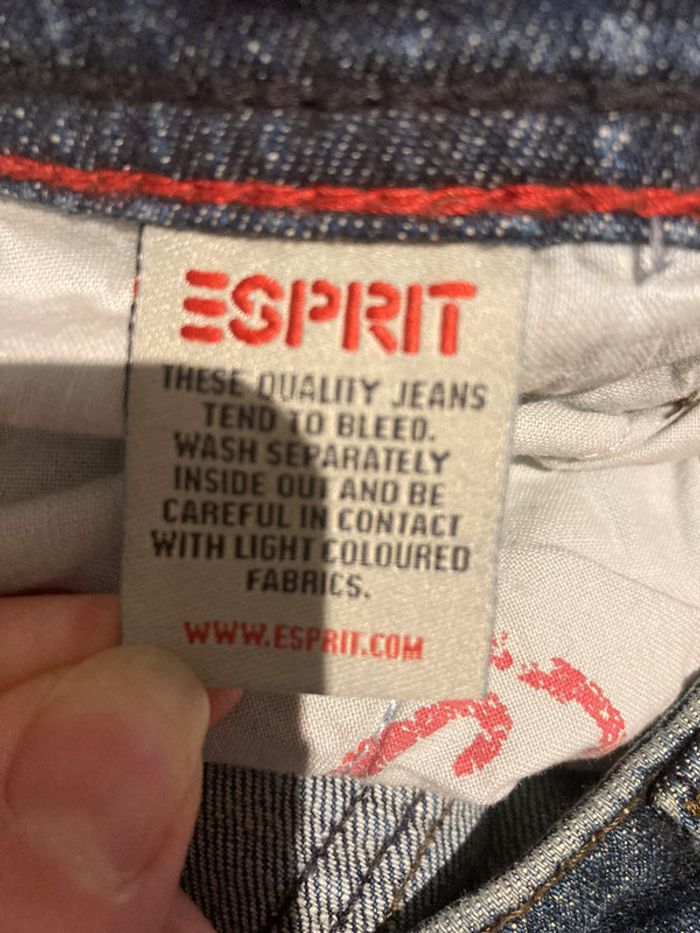 ESPRIT
THESE QUALITY JEANS
TEND TO BLEED.
WASH SEPARATELY
INSIDE OUT AND BE
CAREFUL IN CONTACT
WITH LIGHT COLOURED
FABRICS.
WWW.ESPRIT.COM